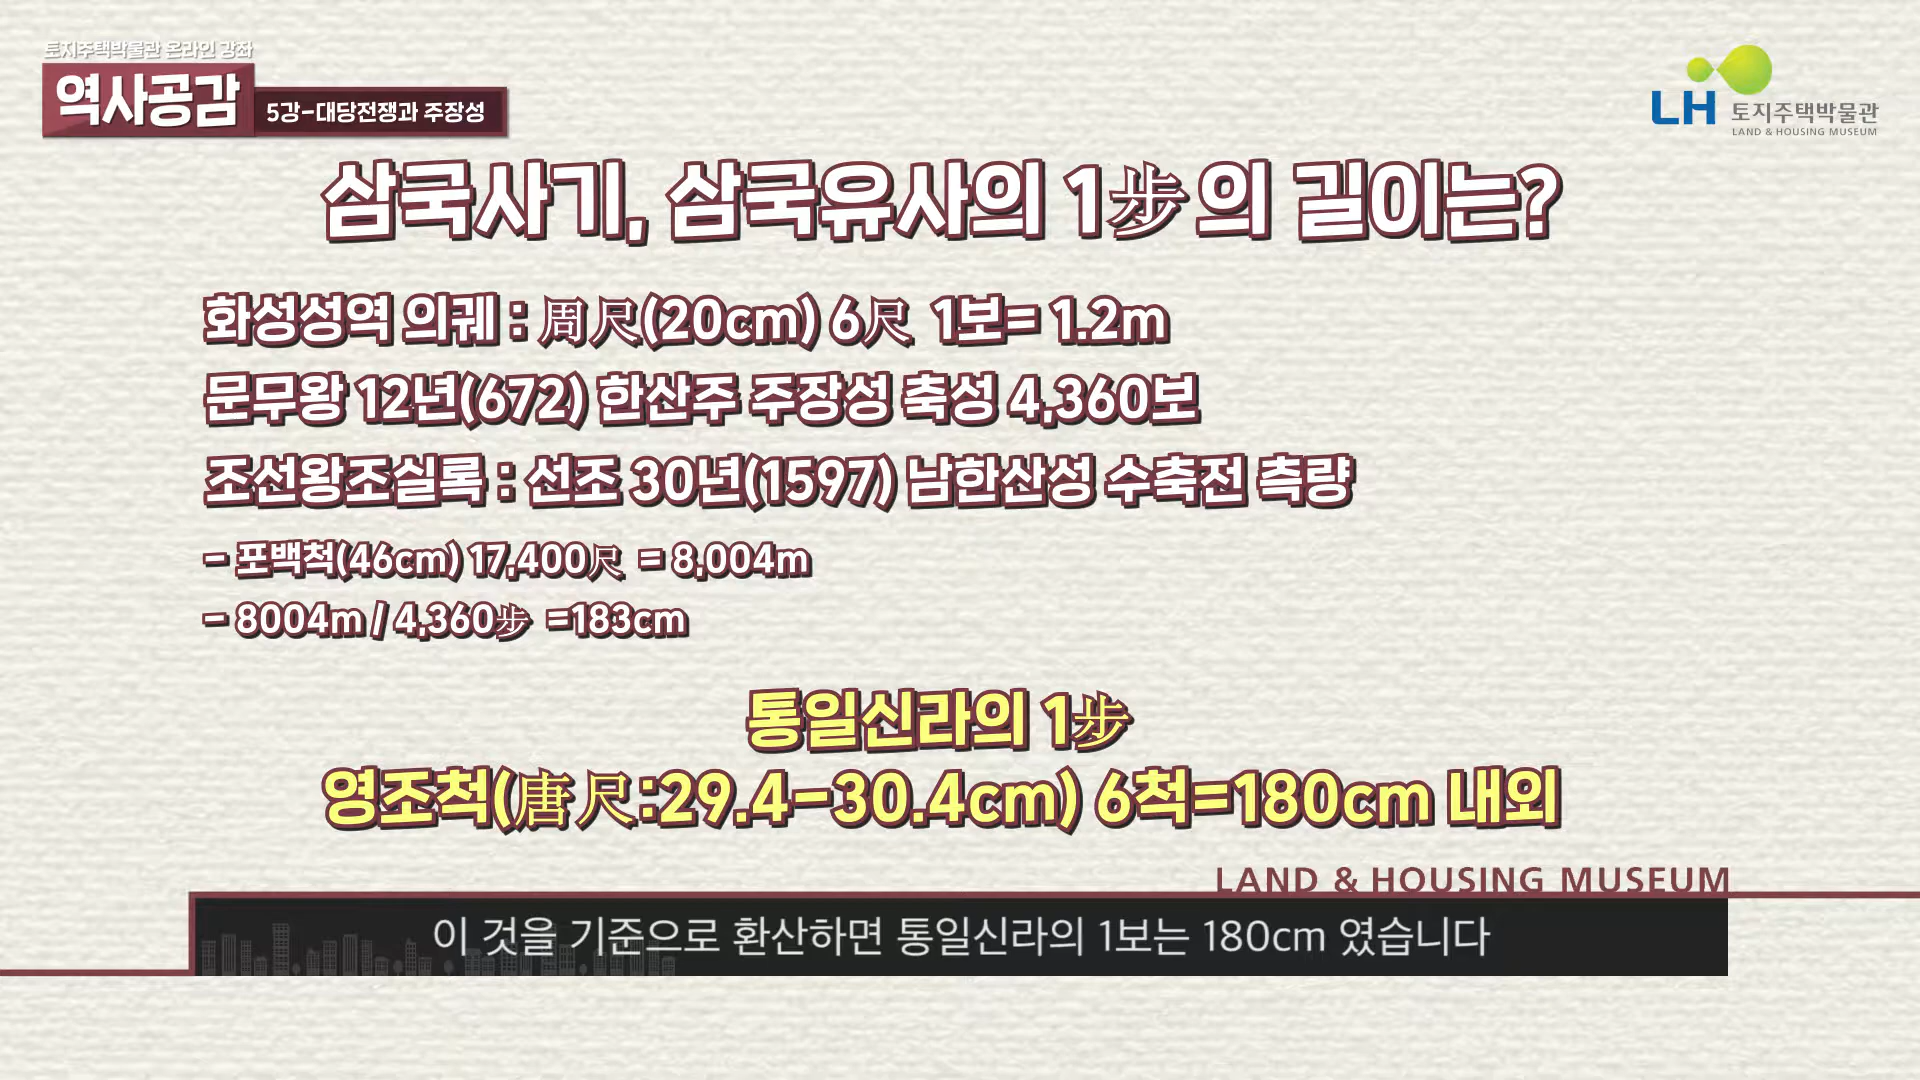 토지주택박물관 온라인 강좌
역사공감
5강-대당전쟁과 주장성
LH 토지주택박물관
LAND & HOUSING MUSEUM
삼국사기, 삼국유사의 1步의 길이는?
화성성역 의궤 : 周尺(20cm) 6尺 1보= 1.2m
문무왕 12년(672) 한산주 주장성 축성 4,360보
조선왕조실록 : 선조 30년(1597) 남한산성 수축전 측량
- 포백척(46cm) 17,400尺 = 8,004m
- 8004m / 4,360步 =183cm
통일신라의 1步
영조척(唐尺:29.4-30.4cm) 6척=180cm 내외
LAND & HOUSING MUSEUM
이 것을 기준으로 환산하면 통일신라의 1보는 180cm 였습니다